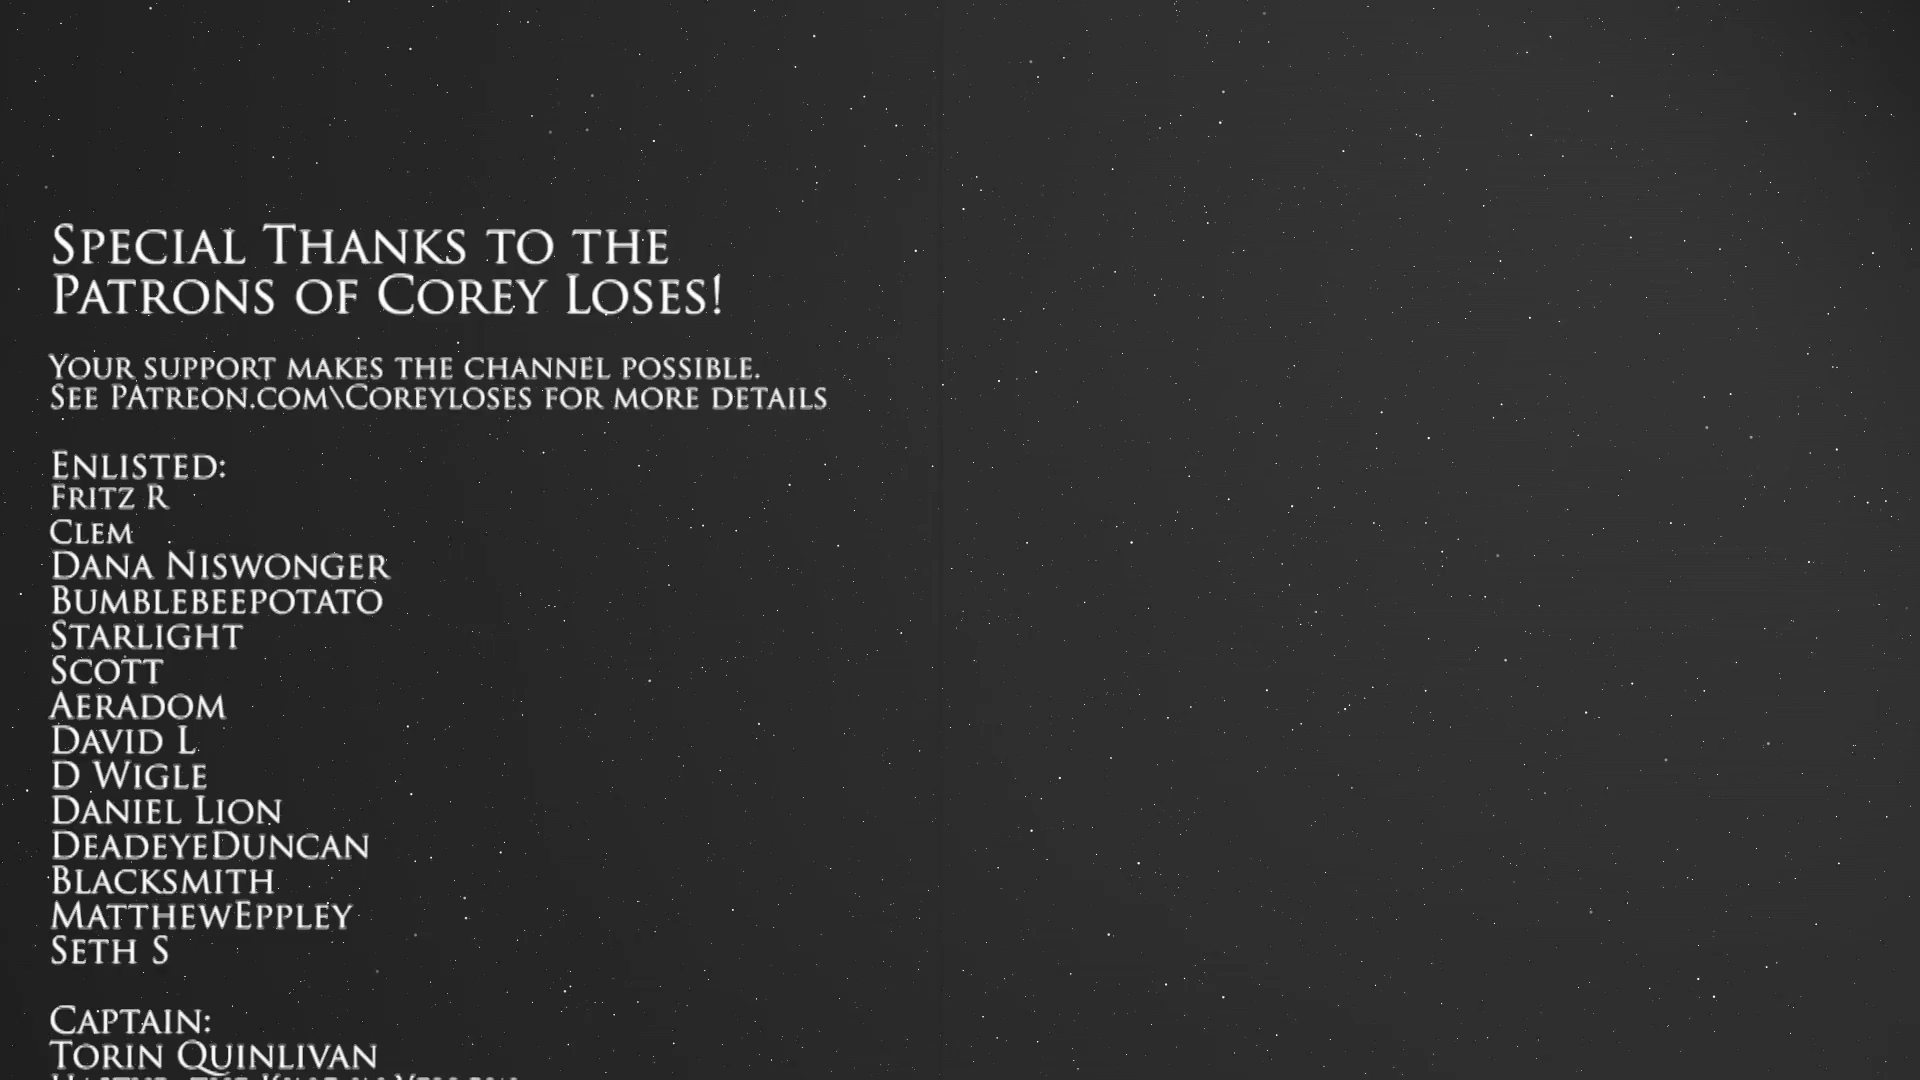 Special Thanks to the
Patrons of Corey Loses!
Your support makes the channel possible.
See Patreon.com\Coreyloses for more details
Enlisted:
Fritz R
Clem
Dana Niswonger
Bumblebeepotato
Starlight
Scott
Aeradom
David L
D Wigle
Daniel Lion
DeadeyeDuncan
Blacksmith
MatthewEppley
Seth S
Captain:
Torin Quinlivan